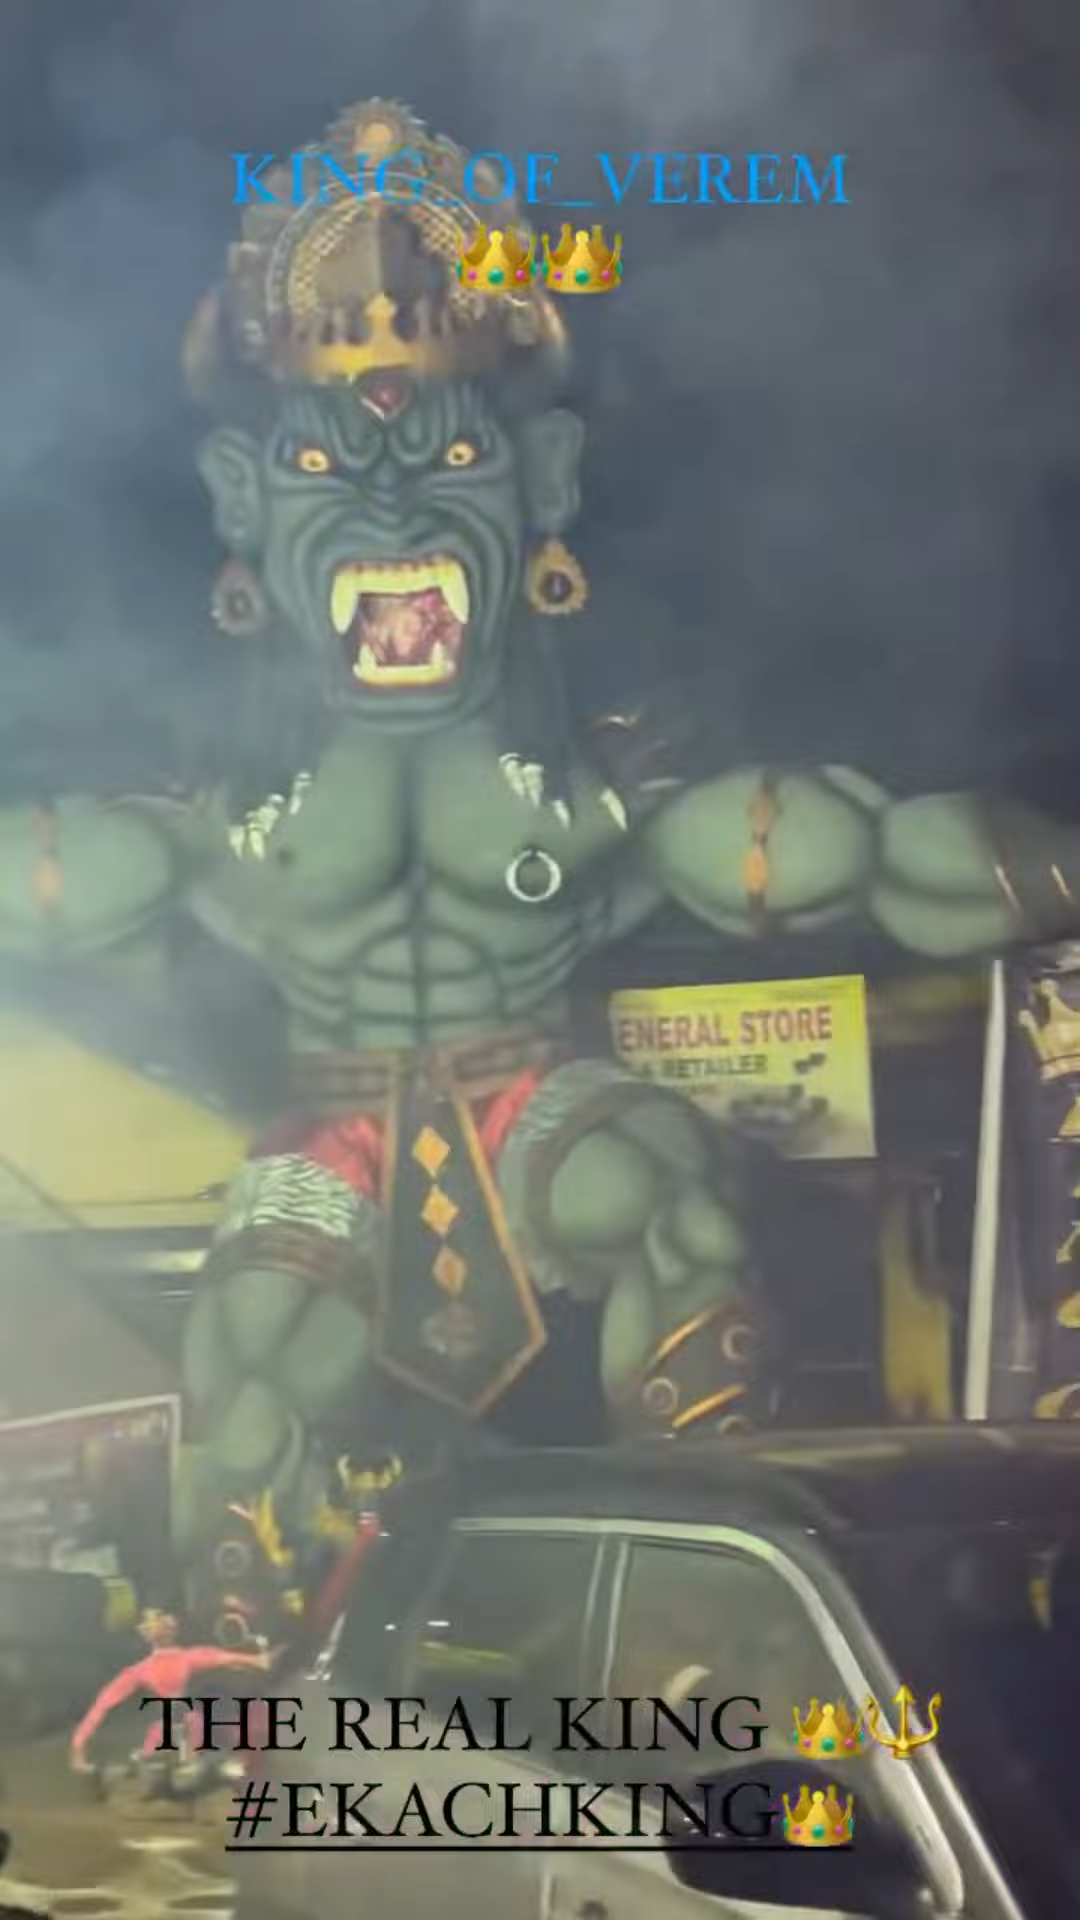 KING_OF_VEREM
👑👑
ENERAL STORE
& RETAILER
THE REAL KING 👑🔱
#EKACHKING👑